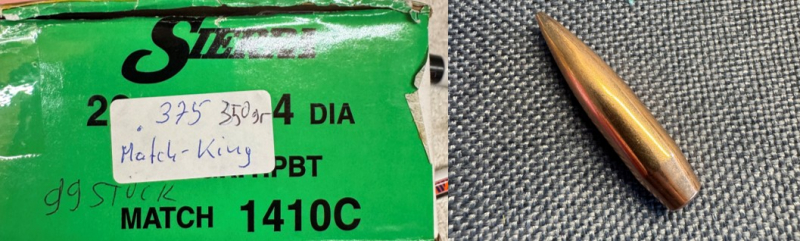 SIERRA
2
4 DIA
.375 350gr
Match-King
HPBT
99 STÜCK
MATCH 1410C